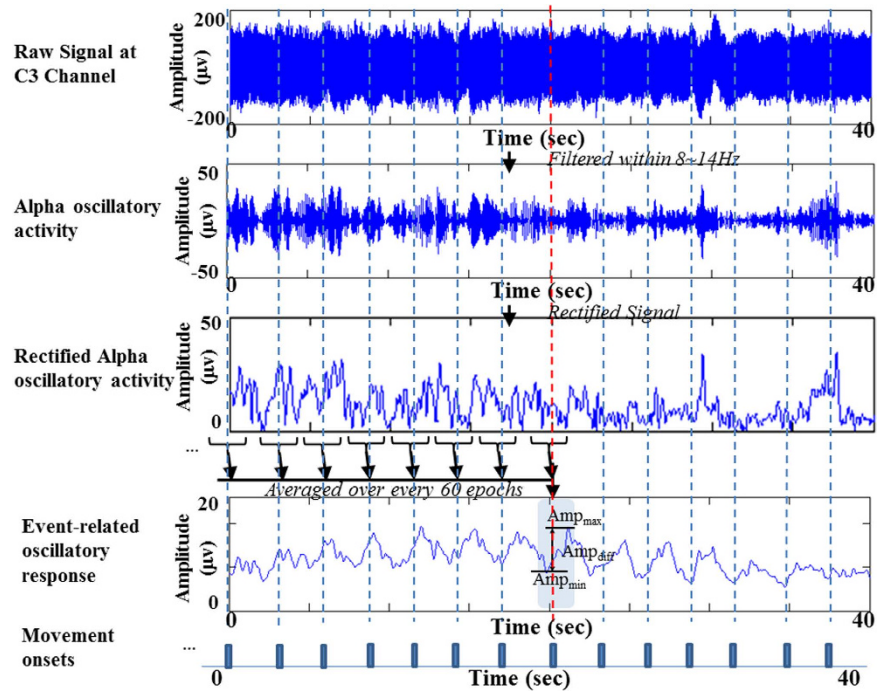 Raw Signal at
C3 Channel
Amplitude
(µv)
200
-200
0
40
Time (sec)
Filtered within 8~14Hz
Alpha oscillatory
activity
Amplitude
(µv)
50
-50
0
40
Time (sec)
Rectified Signal
Rectified Alpha
oscillatory activity
Amplitude
(µv)
50
0
...
Averaged over every 60 epochs
Event-related
oscillatory
response
Amplitude
(µv)
20
0
Ampmax
Ampdiff
Ampmin
0
40
Time (sec)
Movement
onsets
...
0
Time (sec)
40